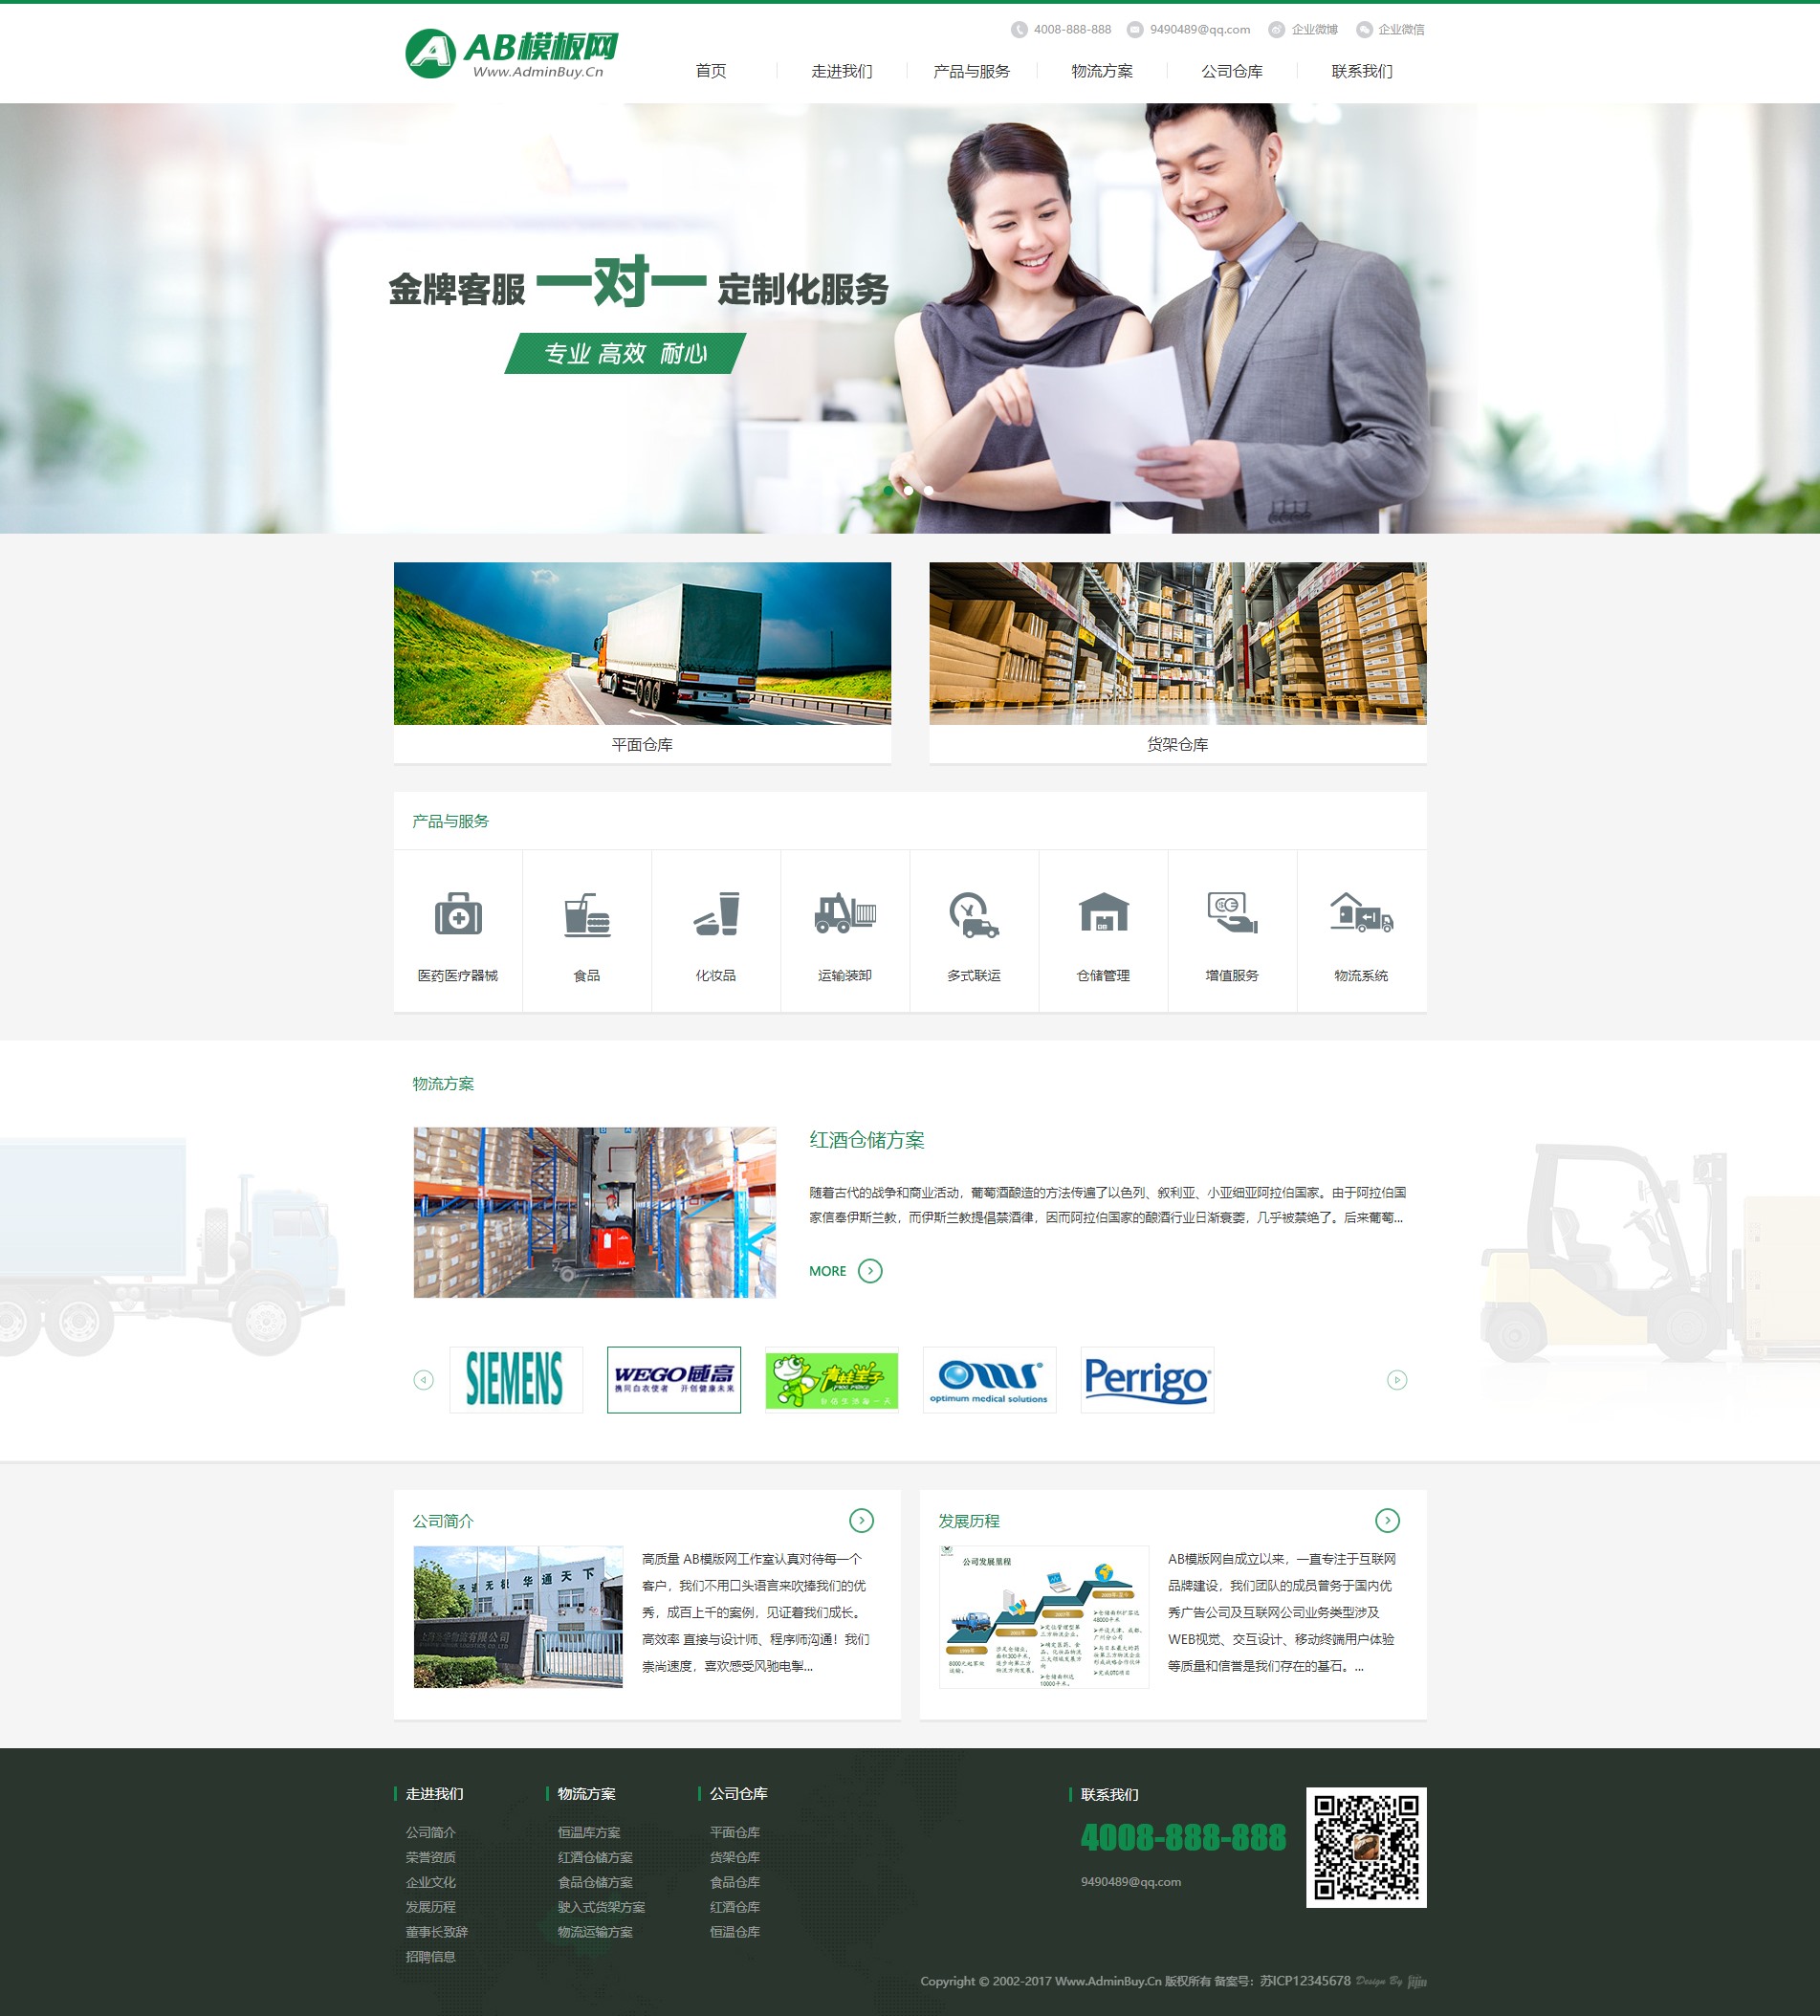 4008-888-888 9490489@qq.com 企业微博 企业微信
AB模板网
Www.AdminBuy.Cn
首页 走进我们 产品与服务 物流方案 公司仓库 联系我们
金牌客服 一对一 定制化服务
专业 高效 耐心
平面仓库 货架仓库
产品与服务
医药医疗器械 食品 化妆品 运输装卸 多式联运 仓储管理 增值服务 物流系统
物流方案
红酒仓储方案
随着古代的战争和商业活动，葡萄酒酿造的方法传遍了以色列、叙利亚、小亚细亚阿拉伯国家。由于阿拉伯国
家信奉伊斯兰教，而伊斯兰教提倡禁酒律，因而阿拉伯国家的酿酒行业日渐衰萎，几乎被禁绝了。后来葡萄...
MORE
SIEMENS
WEGO威高
携同白衣使者 开创健康未来
青蛙王子
OMS
optimum medical solutions
Perrigo
公司简介
高质量 AB模版网工作室认真对待每一个
客户，我们不用口头语言来吹捧我们的优
秀，成百上千的案例，见证着我们成长。
高效率 直接与设计师、程序师沟通！我们
崇尚速度，喜欢感受风驰电掣...
华通天下
发展历程
公司发展里程
AB模版网自成立以来，一直专注于互联网
品牌建设，我们团队的成员曾务于国内优
秀广告公司及互联网公司业务类型涉及
WEB视觉、交互设计、移动终端用户体验
等质量和信誉是我们存在的基石。...
走进我们
公司简介
荣誉资质
企业文化
发展历程
董事长致辞
招聘信息
物流方案
恒温库方案
红酒仓储方案
食品仓储方案
驶入式货架方案
物流运输方案
公司仓库
平面仓库
货架仓库
食品仓库
红酒仓库
恒温仓库
联系我们
4008-888-888
9490489@qq.com
Copyright © 2002-2017 Www.AdminBuy.Cn 版权所有 备案号：苏ICP12345678 Design By